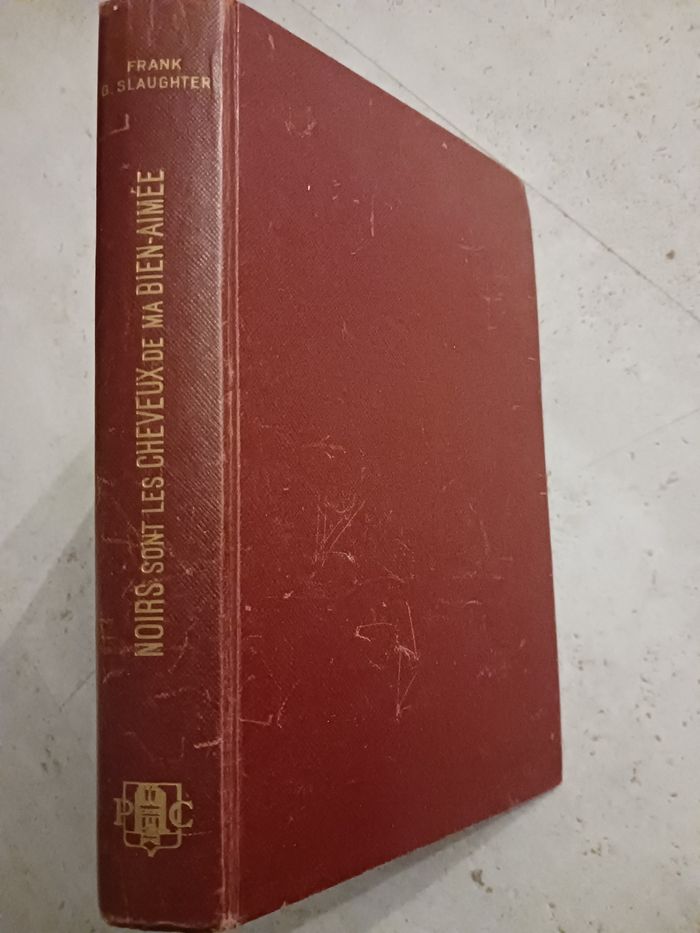 FRANK
G. SLAUGHTER
NOIRS SONT LES CHEVEUX DE MA BIEN-AIMÉE
P C